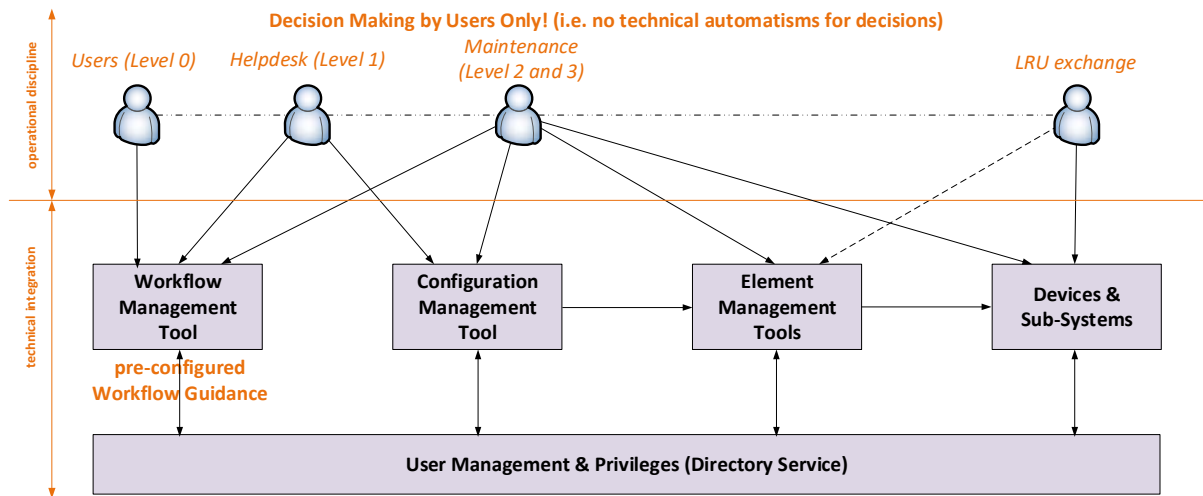 Decision Making by Users Only! (i.e. no technical automatisms for decisions)
Users (Level 0)
Helpdesk (Level 1)
Maintenance
(Level 2 and 3)
LRU exchange
operational discipline
technical integration
Workflow
Management
Tool
Configuration
Management
Tool
Element
Management
Tools
Devices &
Sub-Systems
pre-configured
Workflow Guidance
User Management & Privileges (Directory Service)